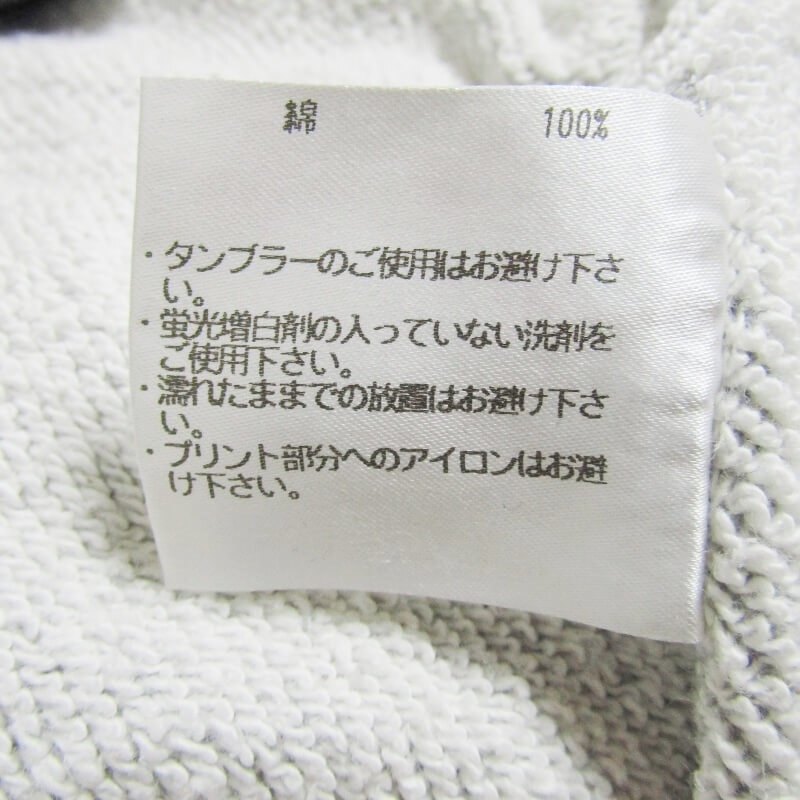 綿 100%
・タンブラーのご使用はお避け下さ
い。
・蛍光増白剤の入っていない洗剤を
ご使用下さい。
・濡れたままでの放置はお避け下さ
い。
・プリント部分へのアイロンはお避
け下さい。